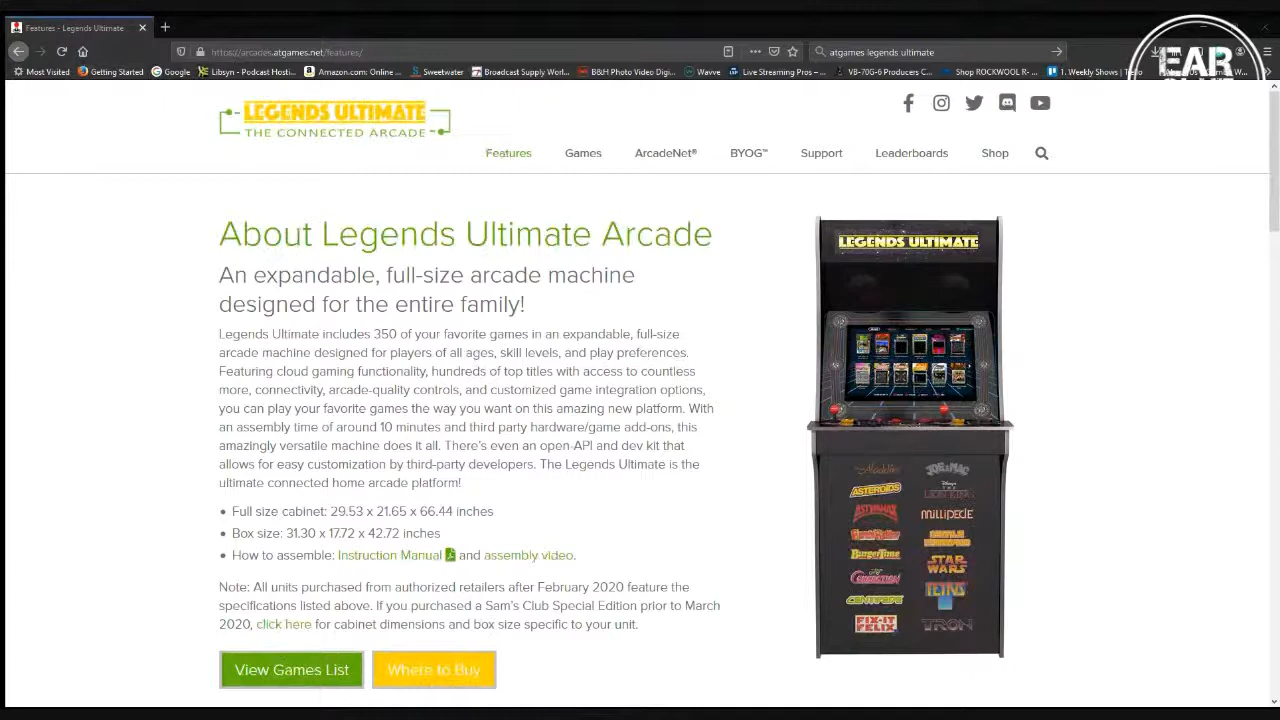 Features - Legends Ultimate
https://arcades.atgames.net/features/
atgames legends ultimate
Most Visited Getting Started Google Libsyn - Podcast Hosti... Amazon.com: Online ... Sweetwater Broadcast Supply Wor... B&H Photo Video Digi... Wavve Live Streaming Pros – ... VB-70G-6 Producers C... Shop ROCKWOOL R- ... 1. Weekly Shows | Trello
EAR
LEGENDS ULTIMATE
THE CONNECTED ARCADE
Features Games ArcadeNet® BYOG™ Support Leaderboards Shop
About Legends Ultimate Arcade
An expandable, full-size arcade machine
designed for the entire family!
Legends Ultimate includes 350 of your favorite games in an expandable, full-size
arcade machine designed for players of all ages, skill levels, and play preferences.
Featuring cloud gaming functionality, hundreds of top titles with access to countless
more connectivity, arcade-quality controls, and customized game integration options,
you can play your favorite games the way you want on this amazing new platform. With
an assembly time of around 10 minutes and third party hardware/game add-ons, this
amazingly versatile machine does it all. There's even an open-API and dev kit that
allows for easy customization by third-party developers. The Legends Ultimate is the
ultimate connected home arcade platform!
Full size cabinet: 29.53 x 21.65 x 66.44 inches
Box size: 31.30 x 17.72 x 42.72 inches
How to assemble: Instruction Manual and assembly video.
Note: All units purchased from authorized retailers after February 2020 feature the
specifications listed above. If you purchased a Sam's Club Special Edition prior to March
2020, click here for cabinet dimensions and box size specific to your unit.
View Games List Where to Buy
LEGENDS ULTIMATE
Aladdin JOE & MAC
ASTEROIDS Disney's THE LION KING
MILLIPEDE
BURGERTIME STAR WARS
CENTIPEDE TETRIS
FIX-IT FELIX TRON